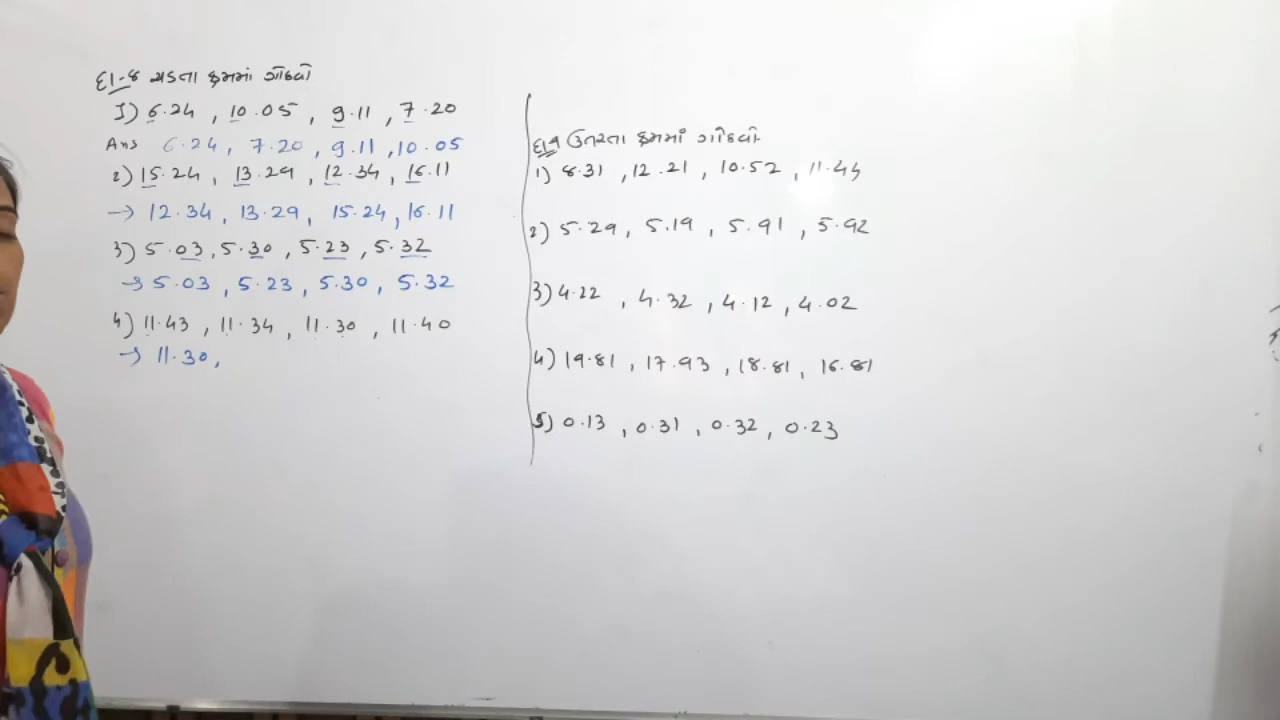 દા-૮ ચડતા ક્રમમાં ગોઠવો
1) 6.24 , 10.05 , 9.11 , 7.20
Ans 6.24, 7.20, 9.11, 10.05
2) 15.24, 13.29, 12.34, 16.11
→ 12.34, 13.29, 15.24, 16.11
3) 5.03, 5.30, 5.23, 5.32
→ 5.03, 5.23, 5.30, 5.32
4) 11.43, 11.34, 11.30, 11.40
→ 11.30,
દા-૯ ઉતરતા ક્રમમાં ગોઠવો
1) 8.31, 12.21, 10.52, 11.44
2) 5.29, 5.19, 5.91, 5.92
3) 4.22, 4.32, 4.12, 4.02
4) 19.81, 17.93, 18.81, 16.81
5) 0.13, 0.31, 0.32, 0.23